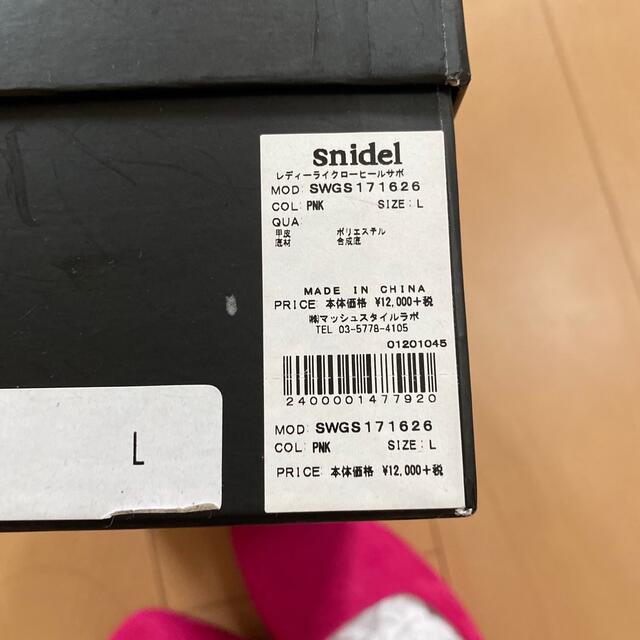 snidel
レディーライクローヒールサボ
MOD: SWGS171626
COL: PNK SIZE: L
QUA:
甲皮 ポリエステル
底材 合成底
MADE IN CHINA
PRICE: 本体価格 ¥12,000+税
㈱マッシュスタイルラボ
TEL 03-5778-4105
01201045
2400001477920
MOD: SWGS171626
COL: PNK SIZE: L
PRICE: 本体価格 ¥12,000+税
L